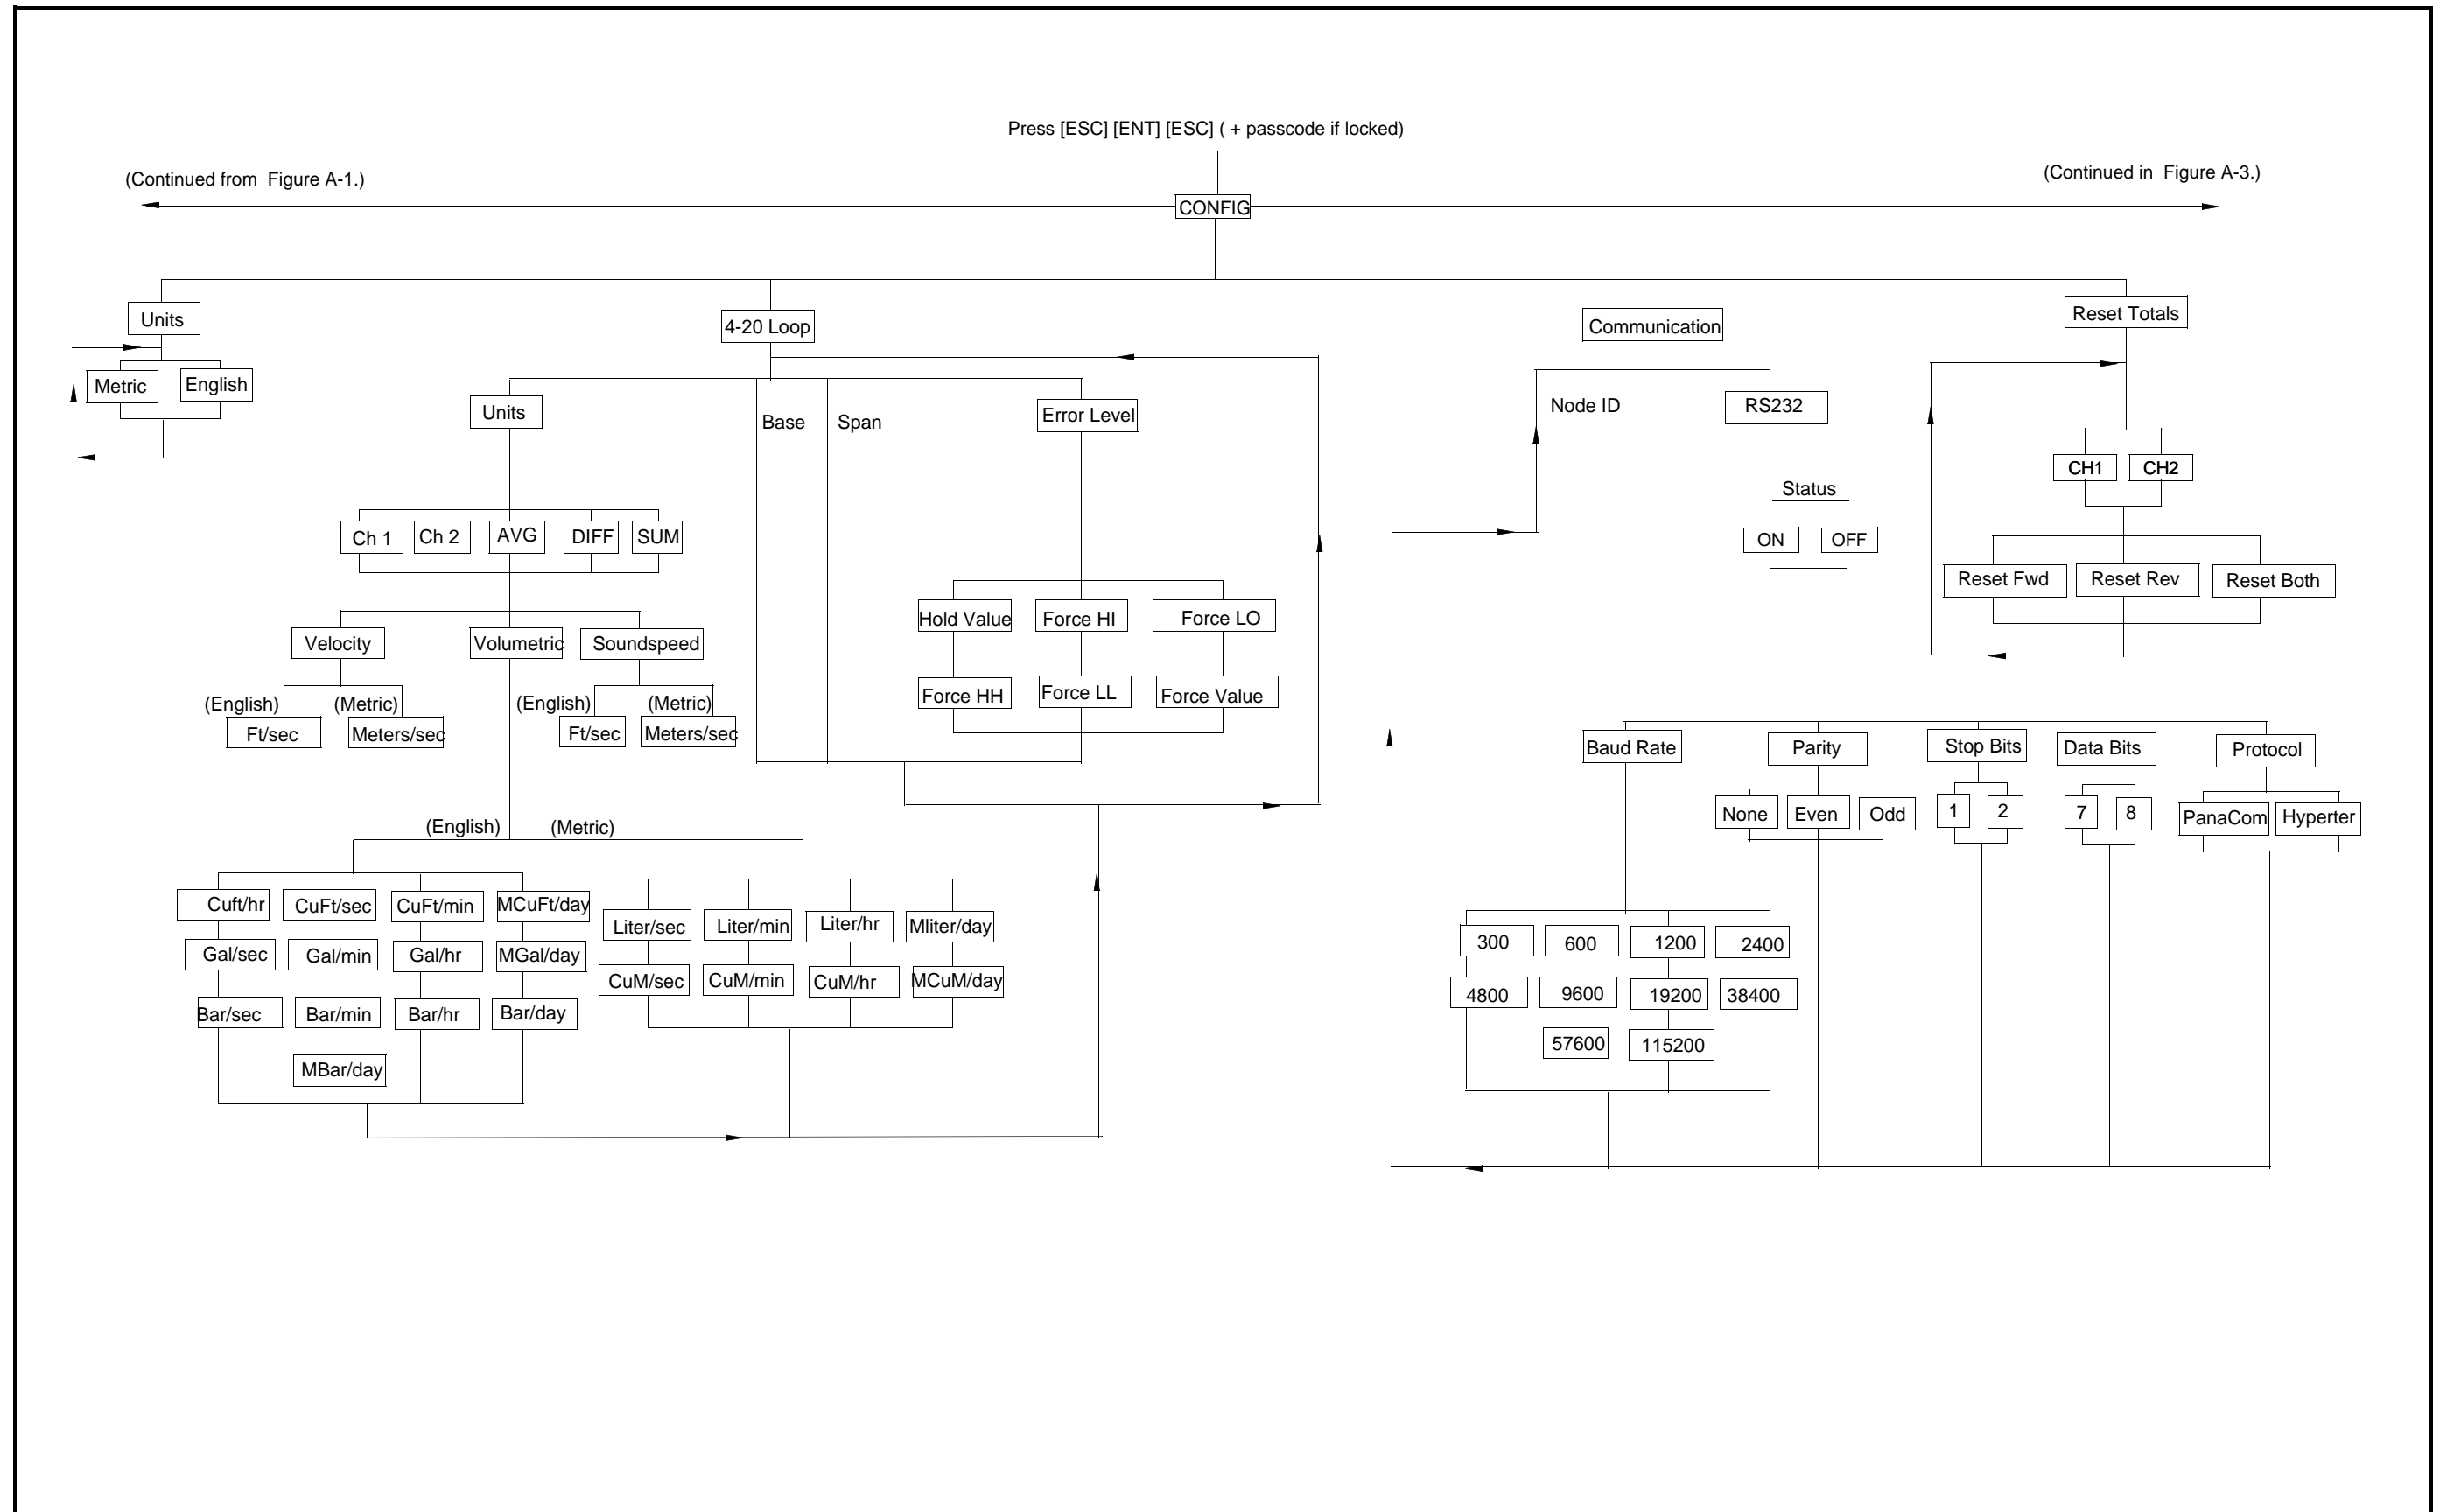 Press [ESC] [ENT] [ESC] ( + passcode if locked)
(Continued from Figure A-1.)
(Continued in Figure A-3.)
CONFIG
Units
Metric
English
4-20 Loop
Units
Base
Span
Error Level
Ch 1
Ch 2
AVG
DIFF
SUM
Velocity
Volumetric
Soundspeed
(English)
(Metric)
Ft/sec
Meters/sec
(English)
(Metric)
Ft/sec
Meters/sec
Hold Value
Force HI
Force LO
Force HH
Force LL
Force Value
(English)
(Metric)
Cuft/hr
CuFt/sec
CuFt/min
MCuFt/day
Gal/sec
Gal/min
Gal/hr
MGal/day
Bar/sec
Bar/min
Bar/hr
Bar/day
MBar/day
Liter/sec
Liter/min
Liter/hr
Mliter/day
CuM/sec
CuM/min
CuM/hr
MCuM/day
Communication
Node ID
RS232
Status
ON
OFF
Baud Rate
Parity
Stop Bits
Data Bits
Protocol
None
Even
Odd
1
2
7
8
PanaCom
Hyperter
300
600
1200
2400
4800
9600
19200
38400
57600
115200
Reset Totals
CH1
CH2
Reset Fwd
Reset Rev
Reset Both